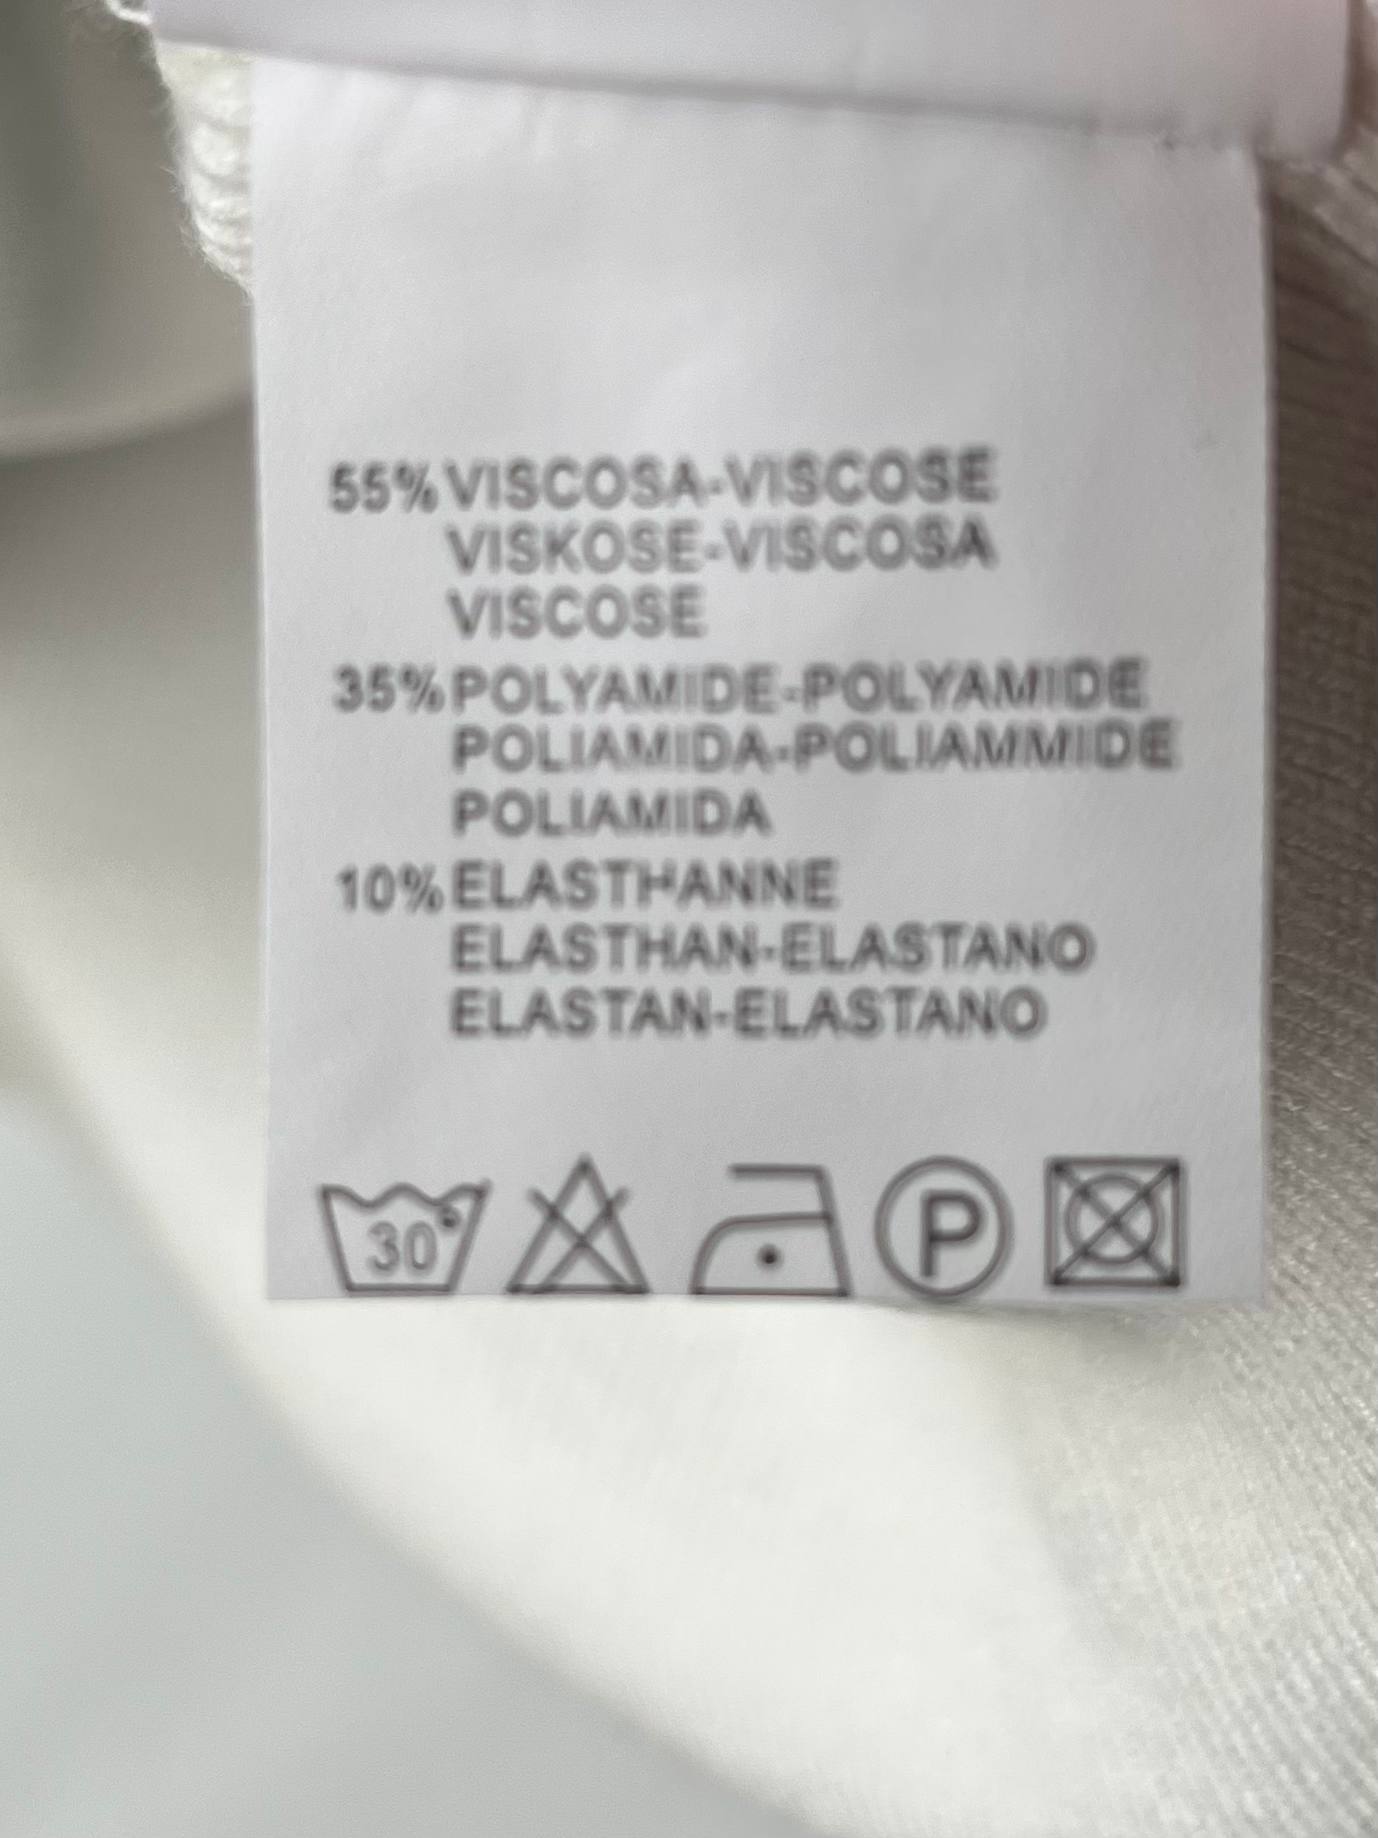 55% VISCOSA-VISCOSE
VISKOSE-VISCOSA
VISCOSE
35% POLYAMIDE-POLYAMIDE
POLIAMIDA-POLIAMMIDE
POLIAMIDA
10% ELASTHANNE
ELASTHAN-ELASTANO
ELASTAN-ELASTANO
30° P